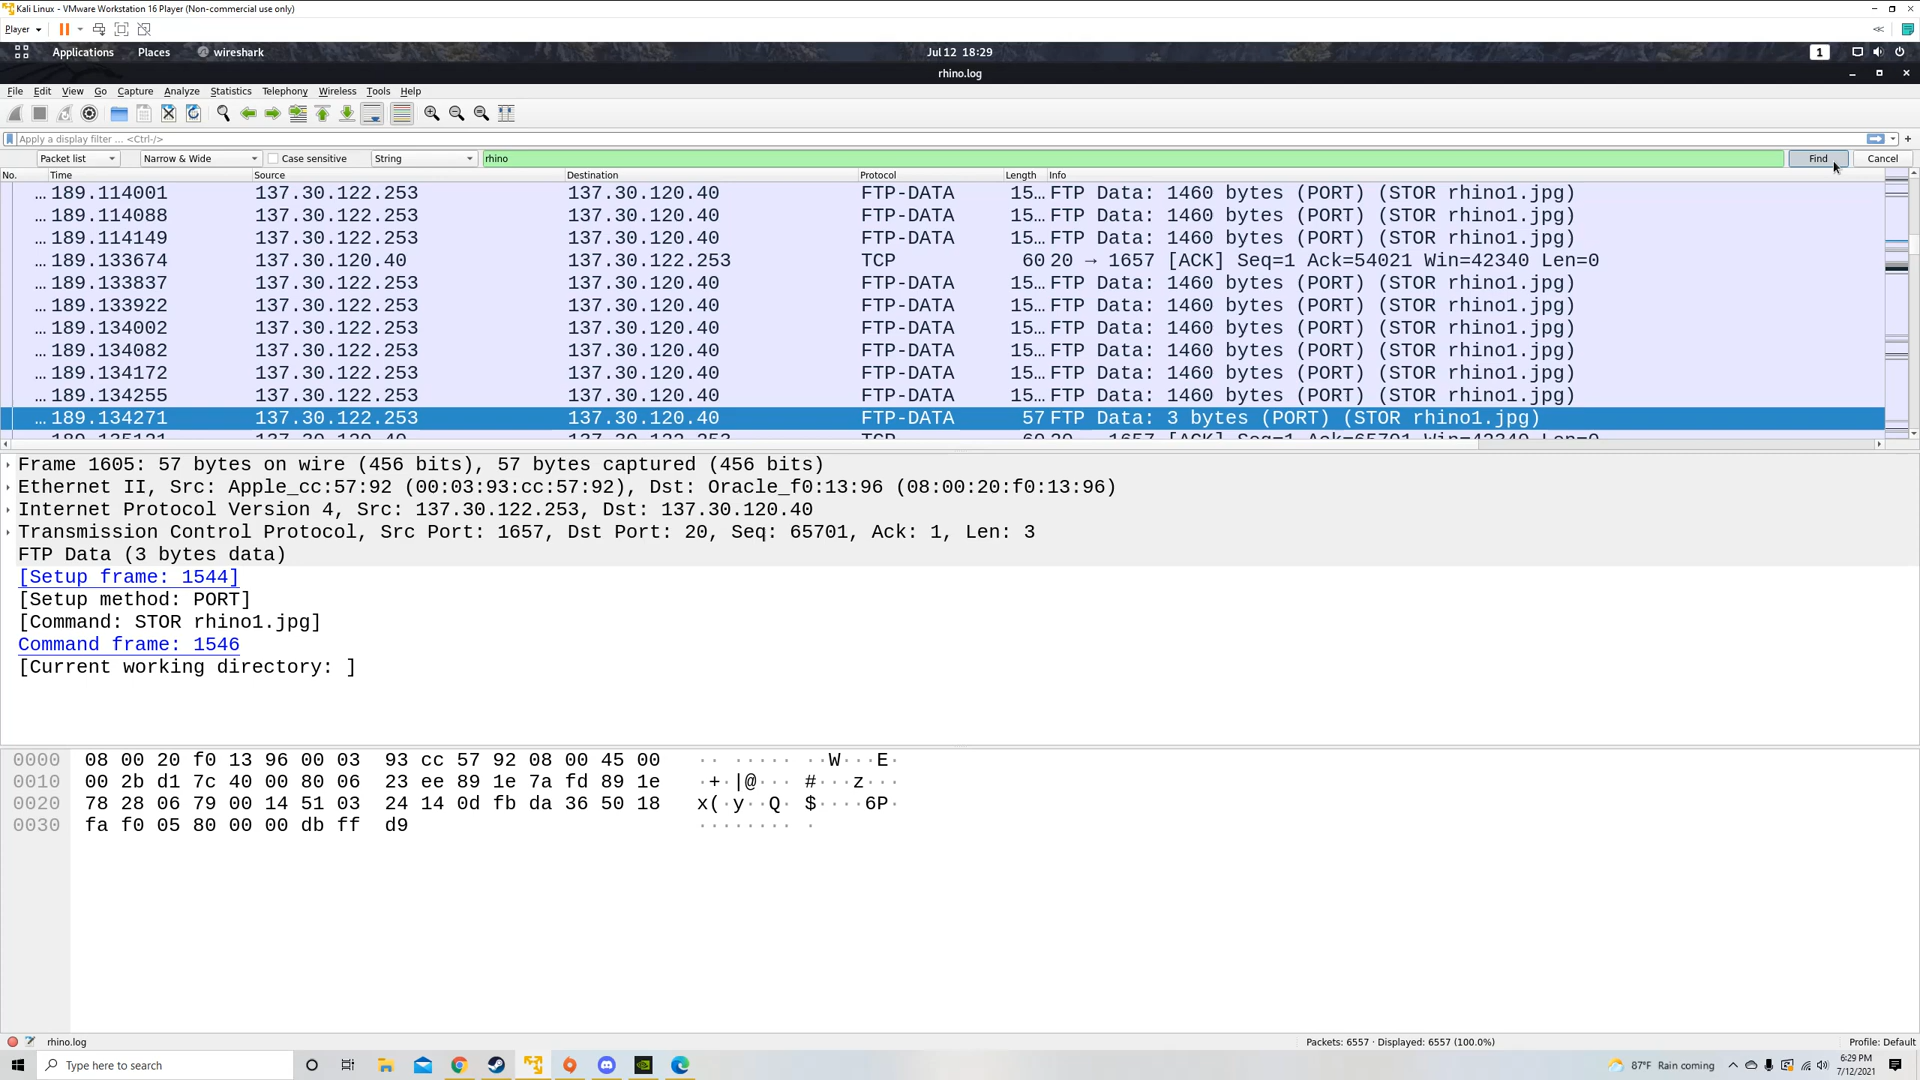 Kali Linux - VMware Workstation 16 Player (Non-commercial use only)
Player
Applications Places wireshark Jul 12 18:29 1
rhino.log
File Edit View Go Capture Analyze Statistics Telephony Wireless Tools Help
Apply a display filter ... <Ctrl-/>
Packet list Narrow & Wide Case sensitive String rhino Find Cancel
No. Time Source Destination Protocol Length Info
... 189.114001 137.30.122.253 137.30.120.40 FTP-DATA 15... FTP Data: 1460 bytes (PORT) (STOR rhino1.jpg)
... 189.114088 137.30.122.253 137.30.120.40 FTP-DATA 15... FTP Data: 1460 bytes (PORT) (STOR rhino1.jpg)
... 189.114149 137.30.122.253 137.30.120.40 FTP-DATA 15... FTP Data: 1460 bytes (PORT) (STOR rhino1.jpg)
... 189.133674 137.30.120.40 137.30.122.253 TCP 60 20 → 1657 [ACK] Seq=1 Ack=54021 Win=42340 Len=0
... 189.133837 137.30.122.253 137.30.120.40 FTP-DATA 15... FTP Data: 1460 bytes (PORT) (STOR rhino1.jpg)
... 189.133922 137.30.122.253 137.30.120.40 FTP-DATA 15... FTP Data: 1460 bytes (PORT) (STOR rhino1.jpg)
... 189.134002 137.30.122.253 137.30.120.40 FTP-DATA 15... FTP Data: 1460 bytes (PORT) (STOR rhino1.jpg)
... 189.134082 137.30.122.253 137.30.120.40 FTP-DATA 15... FTP Data: 1460 bytes (PORT) (STOR rhino1.jpg)
... 189.134172 137.30.122.253 137.30.120.40 FTP-DATA 15... FTP Data: 1460 bytes (PORT) (STOR rhino1.jpg)
... 189.134255 137.30.122.253 137.30.120.40 FTP-DATA 15... FTP Data: 1460 bytes (PORT) (STOR rhino1.jpg)
... 189.134271 137.30.122.253 137.30.120.40 FTP-DATA 57 FTP Data: 3 bytes (PORT) (STOR rhino1.jpg)
Frame 1605: 57 bytes on wire (456 bits), 57 bytes captured (456 bits)
Ethernet II, Src: Apple_cc:57:92 (00:03:93:cc:57:92), Dst: Oracle_f0:13:96 (08:00:20:f0:13:96)
Internet Protocol Version 4, Src: 137.30.122.253, Dst: 137.30.120.40
Transmission Control Protocol, Src Port: 1657, Dst Port: 20, Seq: 65701, Ack: 1, Len: 3
FTP Data (3 bytes data)
[Setup frame: 1544]
[Setup method: PORT]
[Command: STOR rhino1.jpg]
Command frame: 1546
[Current working directory: ]
0000 08 00 20 f0 13 96 00 03 93 cc 57 92 08 00 45 00 ·· ····· ··W···E·
0010 00 2b d1 7c 40 00 80 06 23 ee 89 1e 7a fd 89 1e ·+·|@··· #···z···
0020 78 28 06 79 00 14 51 03 24 14 0d fb da 36 50 18 x(·y··Q· $····6P·
0030 fa f0 05 80 00 00 db ff d9 ········ ·
rhino.log Packets: 6557 · Displayed: 6557 (100.0%) Profile: Default
Type here to search 87°F Rain coming 6:29 PM
7/12/2021